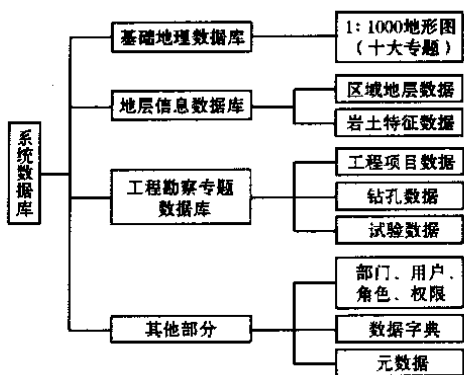 系统数据库
基础地理数据库
1:1000地形图
(十大专题)
地层信息数据库
区域地层数据
岩土特征数据
工程勘察专题
数据库
工程项目数据
钻孔数据
试验数据
其他部分
部门、用户、
角色、权限
数据字典
元数据